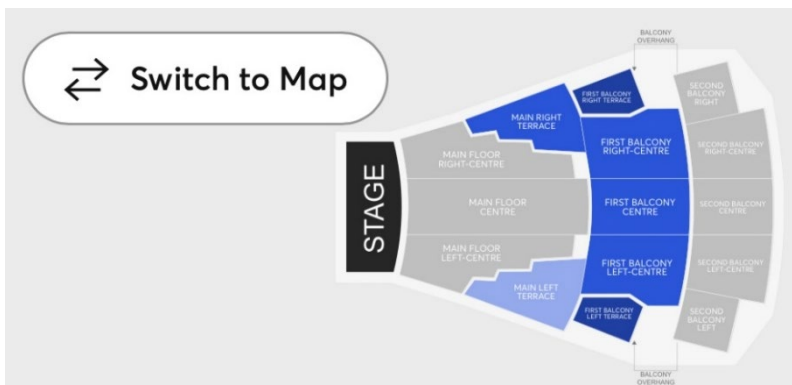 Switch to Map
BALCONY
OVERHANG
SECOND
BALCONY
RIGHT
FIRST BALCONY
RIGHT TERRACE
MAIN RIGHT
TERRACE
FIRST BALCONY
RIGHT-CENTRE
SECOND BALCONY
RIGHT-CENTRE
MAIN FLOOR
RIGHT-CENTRE
STAGE
MAIN FLOOR
CENTRE
FIRST BALCONY
CENTRE
SECOND BALCONY
CENTRE
MAIN FLOOR
LEFT-CENTRE
FIRST BALCONY
LEFT-CENTRE
SECOND BALCONY
LEFT-CENTRE
MAIN LEFT
TERRACE
FIRST BALCONY
LEFT TERRACE
SECOND
BALCONY
LEFT
BALCONY
OVERHANG